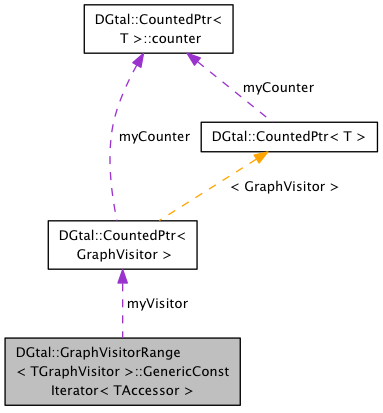 DGtal::CountedPtr<
T >::counter
myCounter
myCounter
DGtal::CountedPtr< T >
< GraphVisitor >
DGtal::CountedPtr<
GraphVisitor >
myVisitor
DGtal::GraphVisitorRange
< TGraphVisitor >::GenericConst
Iterator< TAccessor >